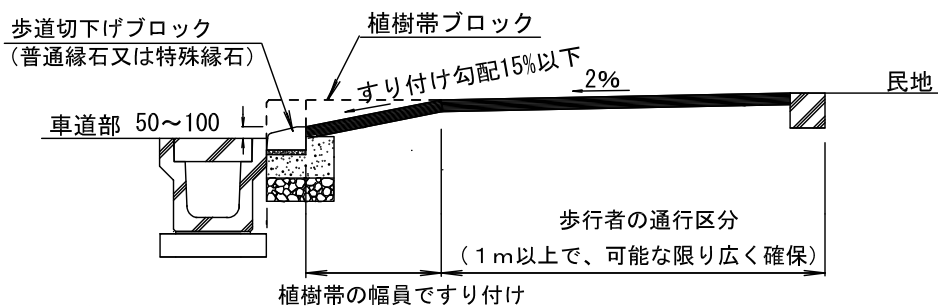 歩道切下げブロック
（普通縁石又は特殊縁石）
植樹帯ブロック
すり付け勾配15%以下
2%
民地
車道部
50～100
歩行者の通行区分
（１ｍ以上で、可能な限り広く確保）
植樹帯の幅員ですり付け